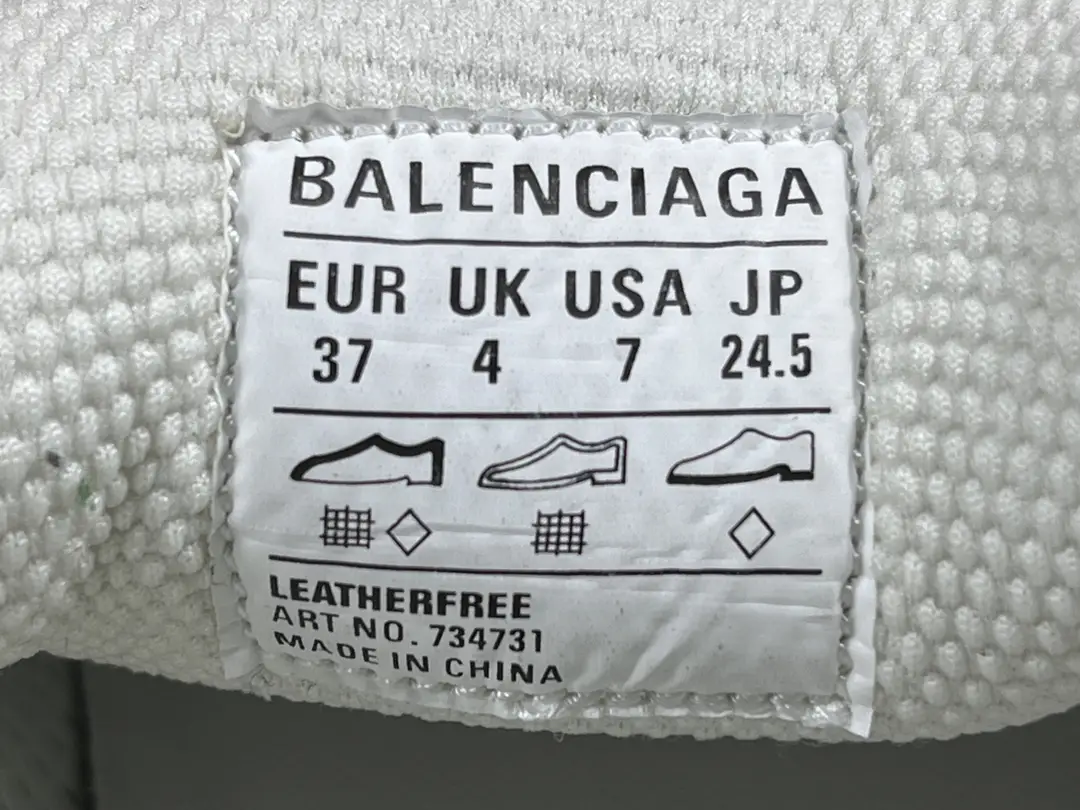 BALENCIAGA
EUR UK USA JP
37 4 7 24.5
LEATHERFREE
ART NO. 734731
MADE IN CHINA